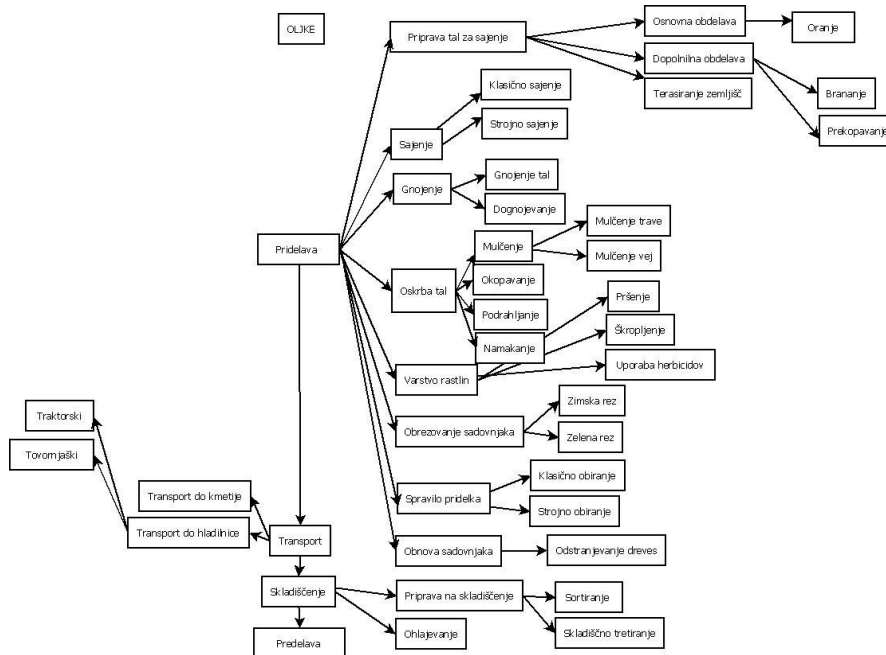 OLJKE
Priprava tal za sajenje
Osnovna obdelava
Oranje
Dopolnilna obdelava
Terasiranje zemljišč
Brananje
Prekopavanje
Klasično sajenje
Strojno sajenje
Sajenje
Gnojenje
Gnojenje tal
Dognojevanje
Pridelava
Oskrba tal
Mulčenje
Mulčenje trave
Mulčenje vej
Okopavanje
Podrahljanje
Namakanje
Pršenje
Škropljenje
Uporaba herbicidov
Varstvo rastlin
Obrezovanje sadovnjaka
Zimska rez
Zelena rez
Traktorski
Tovornjaški
Spravilo pridelka
Klasično obiranje
Strojno obiranje
Transport do kmetije
Transport do hladilnice
Transport
Obnova sadovnjaka
Odstranjevanje dreves
Skladiščenje
Priprava na skladiščenje
Sortiranje
Ohlajevanje
Skladiščno tretiranje
Predelava